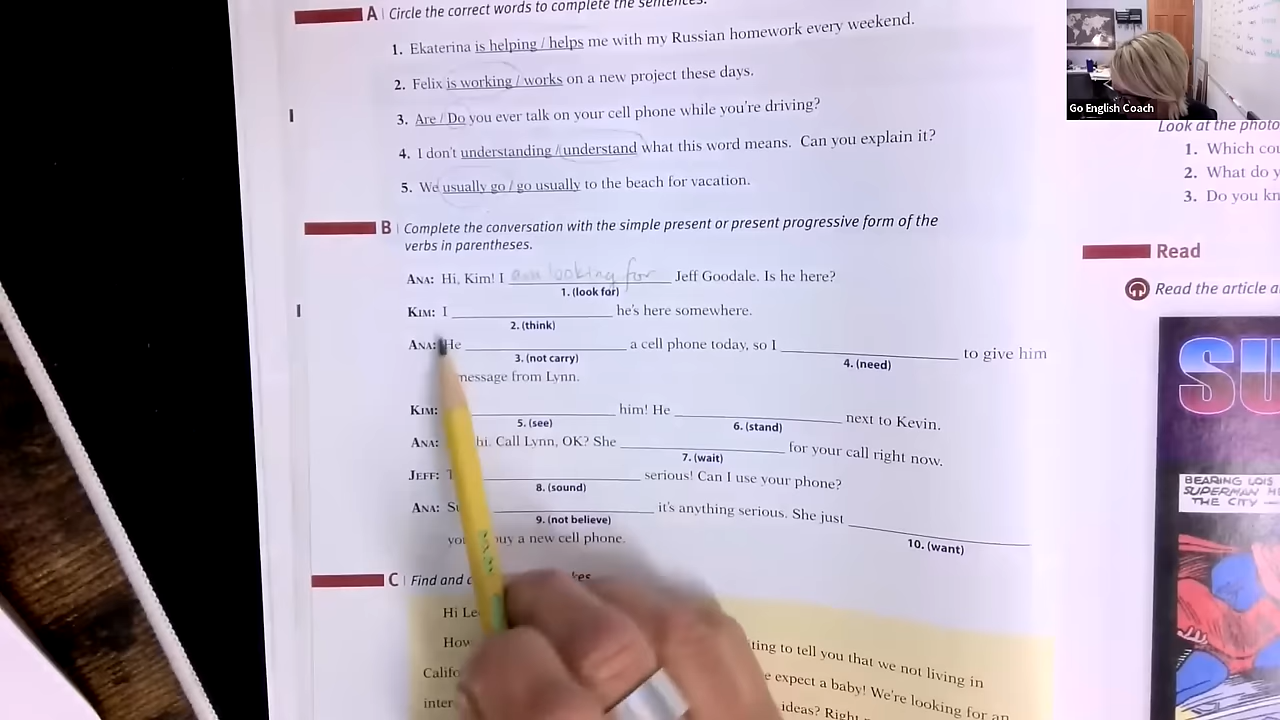 A Circle the correct words to complete the sentences.
1. Ekaterina is helping / helps me with my Russian homework every weekend.
2. Felix is working / works on a new project these days.
3. Are / Do you ever talk on your cell phone while you're driving?
4. I don't understanding / understand what this word means. Can you explain it?
5. We usually go / go usually to the beach for vacation.
B Complete the conversation with the simple present or present progressive form of the
verbs in parentheses.
ANA: Hi, Kim! I am looking for Jeff Goodale. Is he here?
1. (look for)
KIM: I he's here somewhere.
2. (think)
ANA: He a cell phone today, so I to give him
3. (not carry) 4. (need)
message from Lynn.
KIM: him! He next to Kevin.
5. (see) 6. (stand)
ANA: hi. Call Lynn, OK? She for your call right now.
7. (wait)
JEFF: serious! Can I use your phone?
8. (sound)
ANA: it's anything serious. She just
9. (not believe) 10. (want)
buy a new cell phone.
C Find and
Hi
How ting to tell you that we not living in
expect a baby! We're looking for an
ideas?
Go English Coach
Look at the photo
1. Which
2. What do
3. Do you
Read
Read the article
SU
BEARING LOIS
SUPERMAN
THE CITY